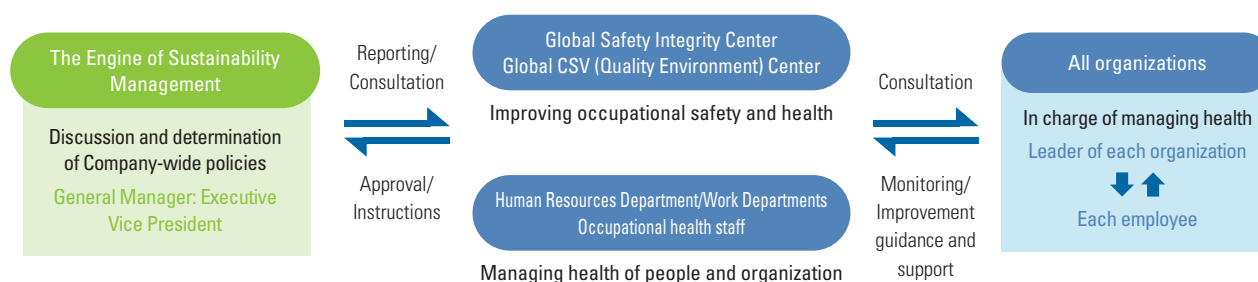 The Engine of Sustainability
Management
Discussion and determination
of Company-wide policies
General Manager: Executive
Vice President
Reporting/
Consultation
Approval/
Instructions
Global Safety Integrity Center
Global CSV (Quality Environment) Center
Improving occupational safety and health
Human Resources Department/Work Departments
Occupational health staff
Managing health of people and organization
Consultation
Monitoring/
Improvement
guidance and
support
All organizations
In charge of managing health
Leader of each organization
Each employee